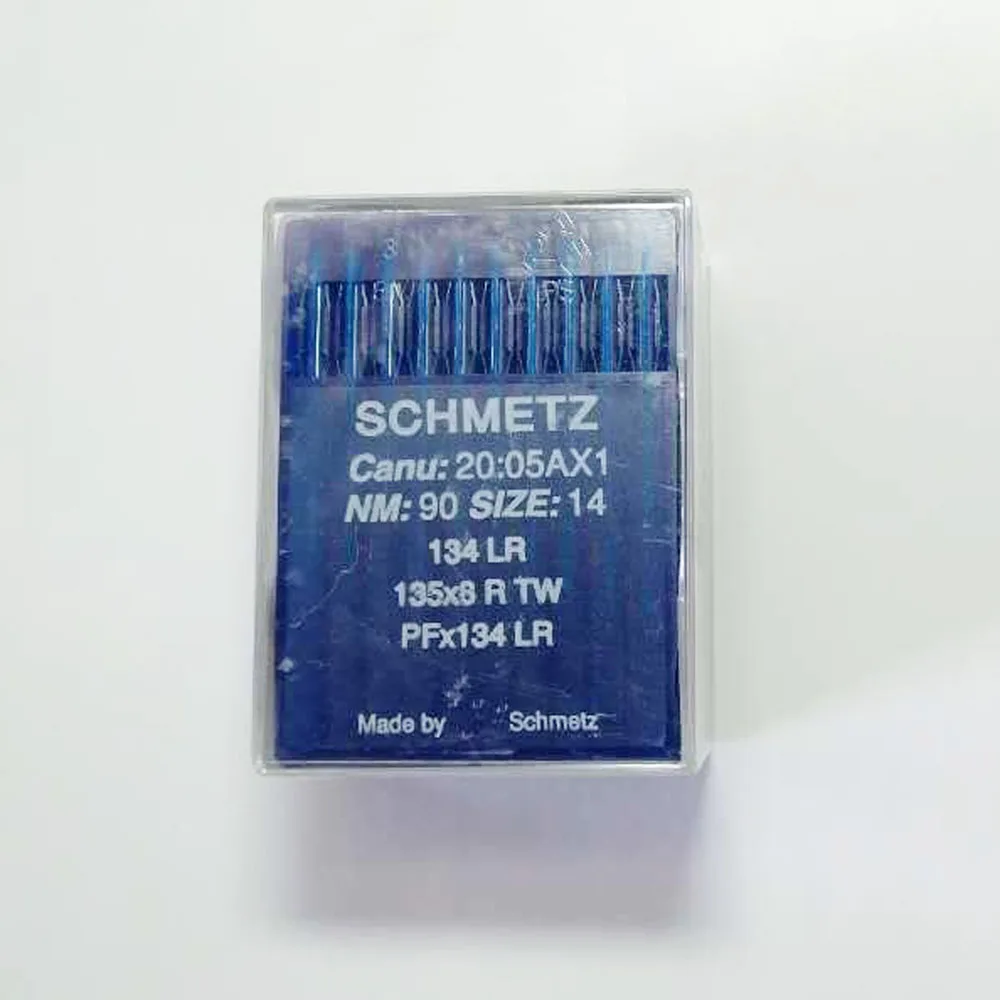 SCHMETZ
Canu: 20:05AX1
NM: 90 SIZE: 14
134 LR
135x8 R TW
PFx134 LR
Made by Schmetz